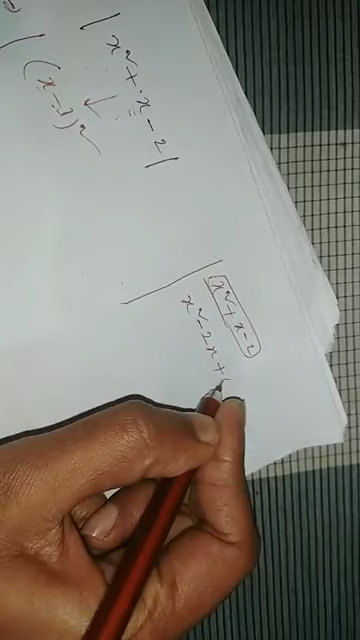 |x² + x - 2|
(x-1)²
x² + x - 2
x² - 2x +